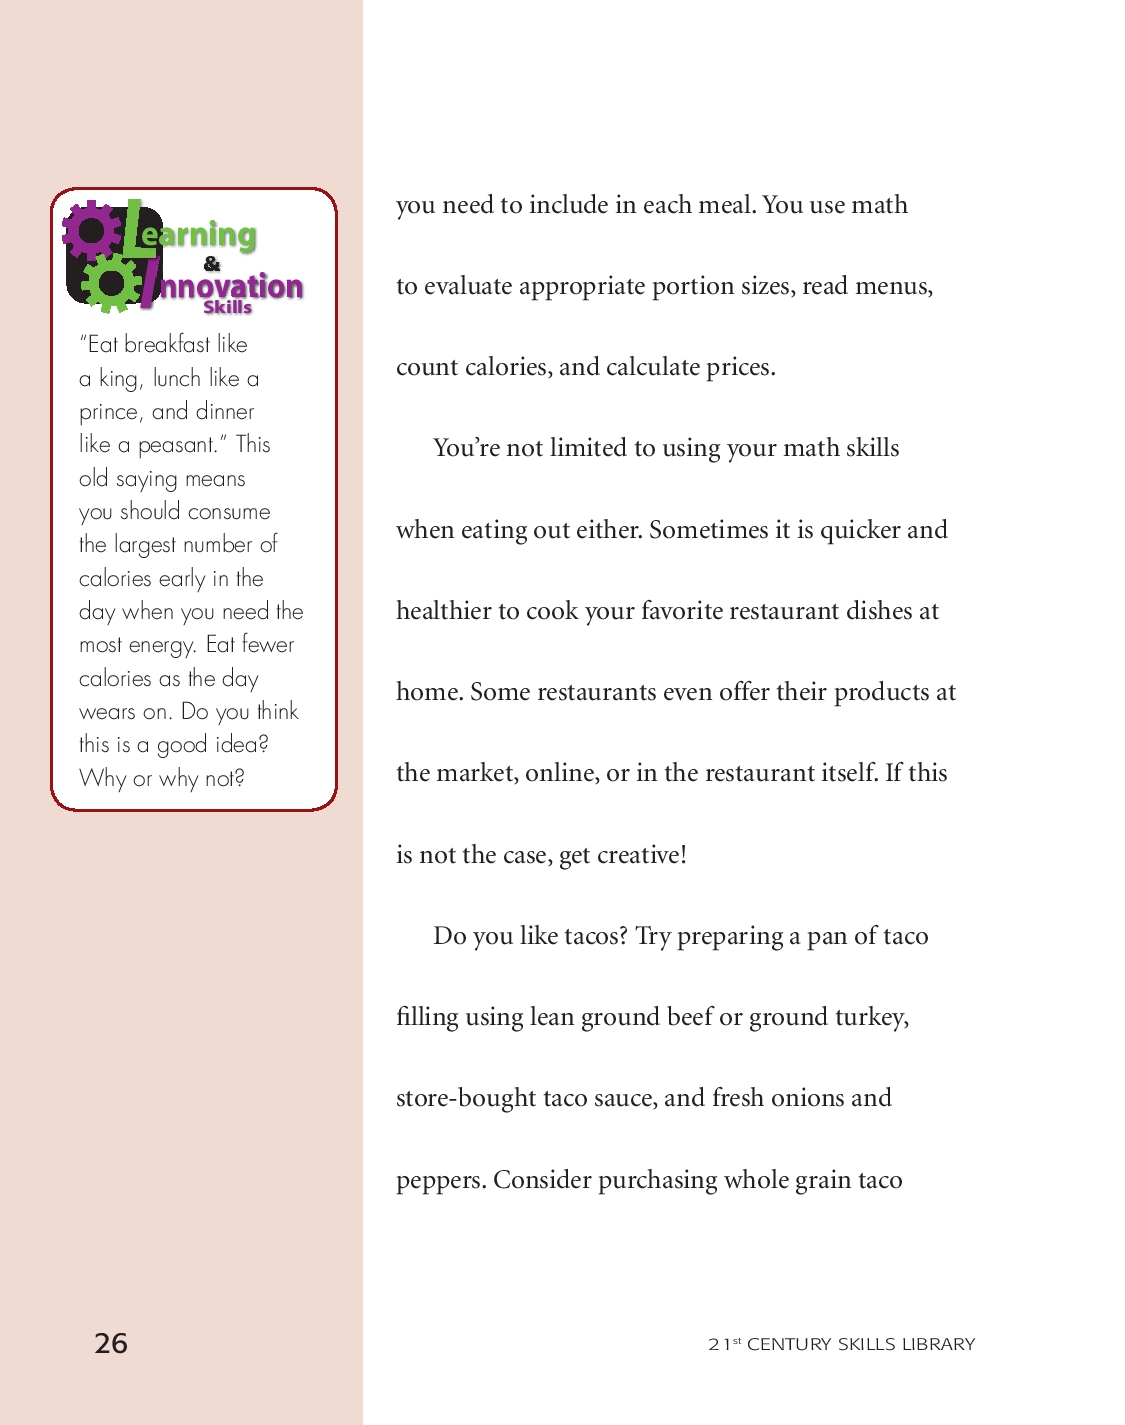 Learning
&
Innovation
Skills
“Eat breakfast like
a king, lunch like a
prince, and dinner
like a peasant.” This
old saying means
you should consume
the largest number of
calories early in the
day when you need the
most energy. Eat fewer
calories as the day
wears on. Do you think
this is a good idea?
Why or why not?
you need to include in each meal. You use math
to evaluate appropriate portion sizes, read menus,
count calories, and calculate prices.
You’re not limited to using your math skills
when eating out either. Sometimes it is quicker and
healthier to cook your favorite restaurant dishes at
home. Some restaurants even offer their products at
the market, online, or in the restaurant itself. If this
is not the case, get creative!
Do you like tacos? Try preparing a pan of taco
filling using lean ground beef or ground turkey,
store-bought taco sauce, and fresh onions and
peppers. Consider purchasing whole grain taco
26
21st CENTURY SKILLS LIBRARY